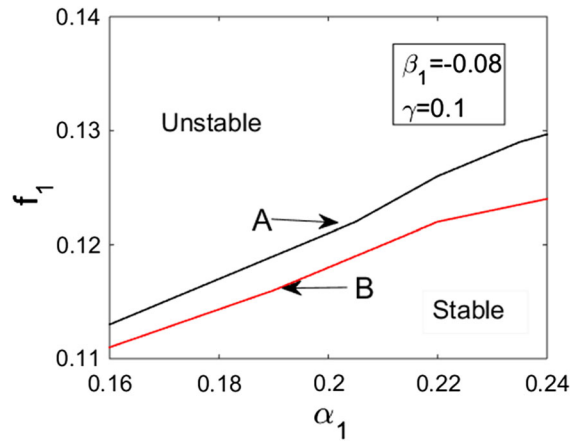 0.14
β₁=-0.08
γ=0.1
0.13
Unstable
f₁
A
0.12
B
Stable
0.11
0.16 0.18 0.2 0.22 0.24
α₁